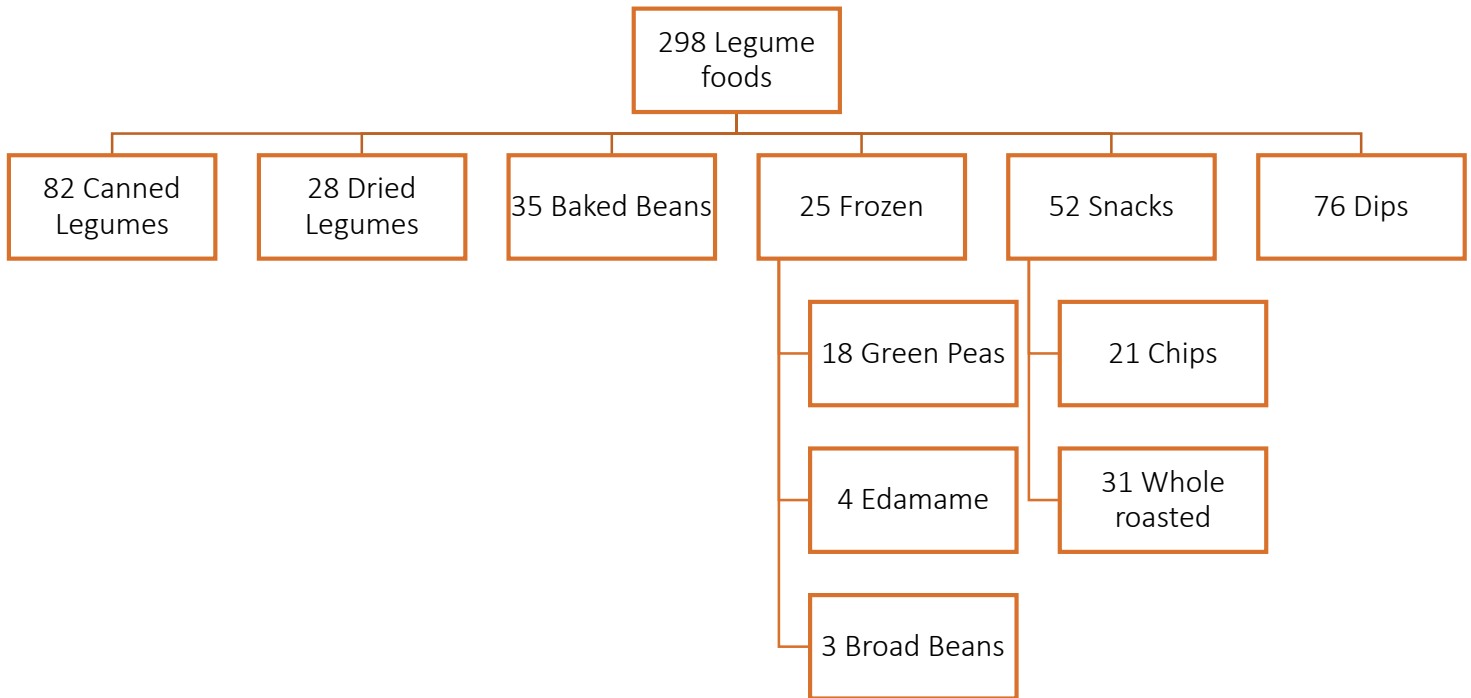 298 Legume
foods
82 Canned
Legumes
28 Dried
Legumes
35 Baked Beans
25 Frozen
52 Snacks
76 Dips
18 Green Peas
21 Chips
4 Edamame
31 Whole
roasted
3 Broad Beans